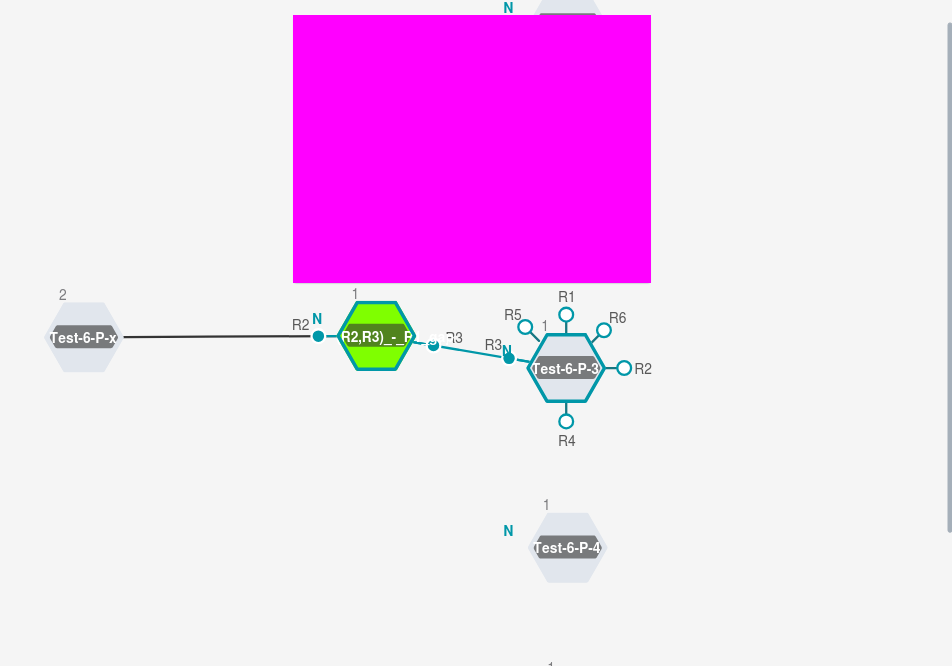 N
2
1
R2
N
Test-6-P-x
R2,R3)_-_P
R3
R3
N
R1
R5
1
R6
Test-6-P-3
R2
R4
1
N
Test-6-P-4
1